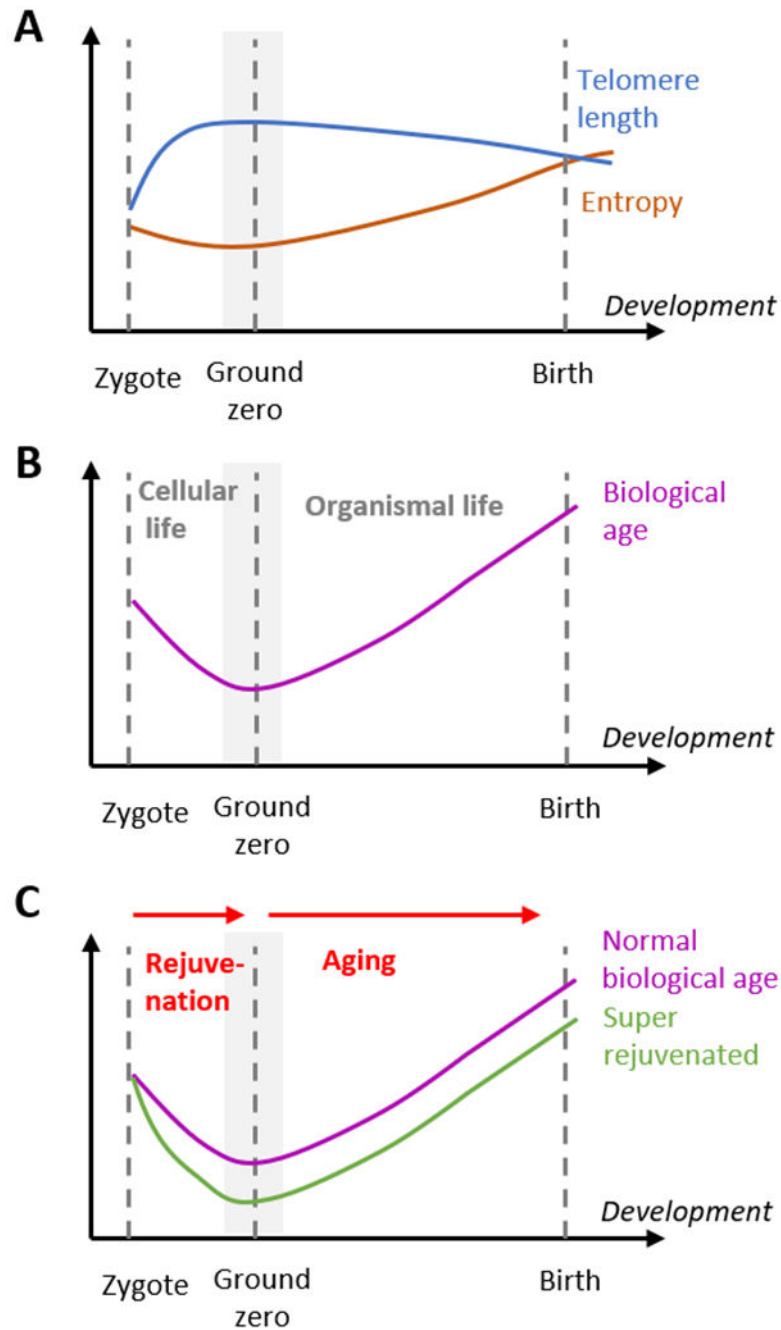 A
Telomere
length
Entropy
Development
Zygote
Ground
zero
Birth
B
Cellular
life
Organismal life
Biological
age
Development
Zygote
Ground
zero
Birth
C
Rejuve-
nation
Aging
Normal
biological age
Super
rejuvenated
Development
Zygote
Ground
zero
Birth